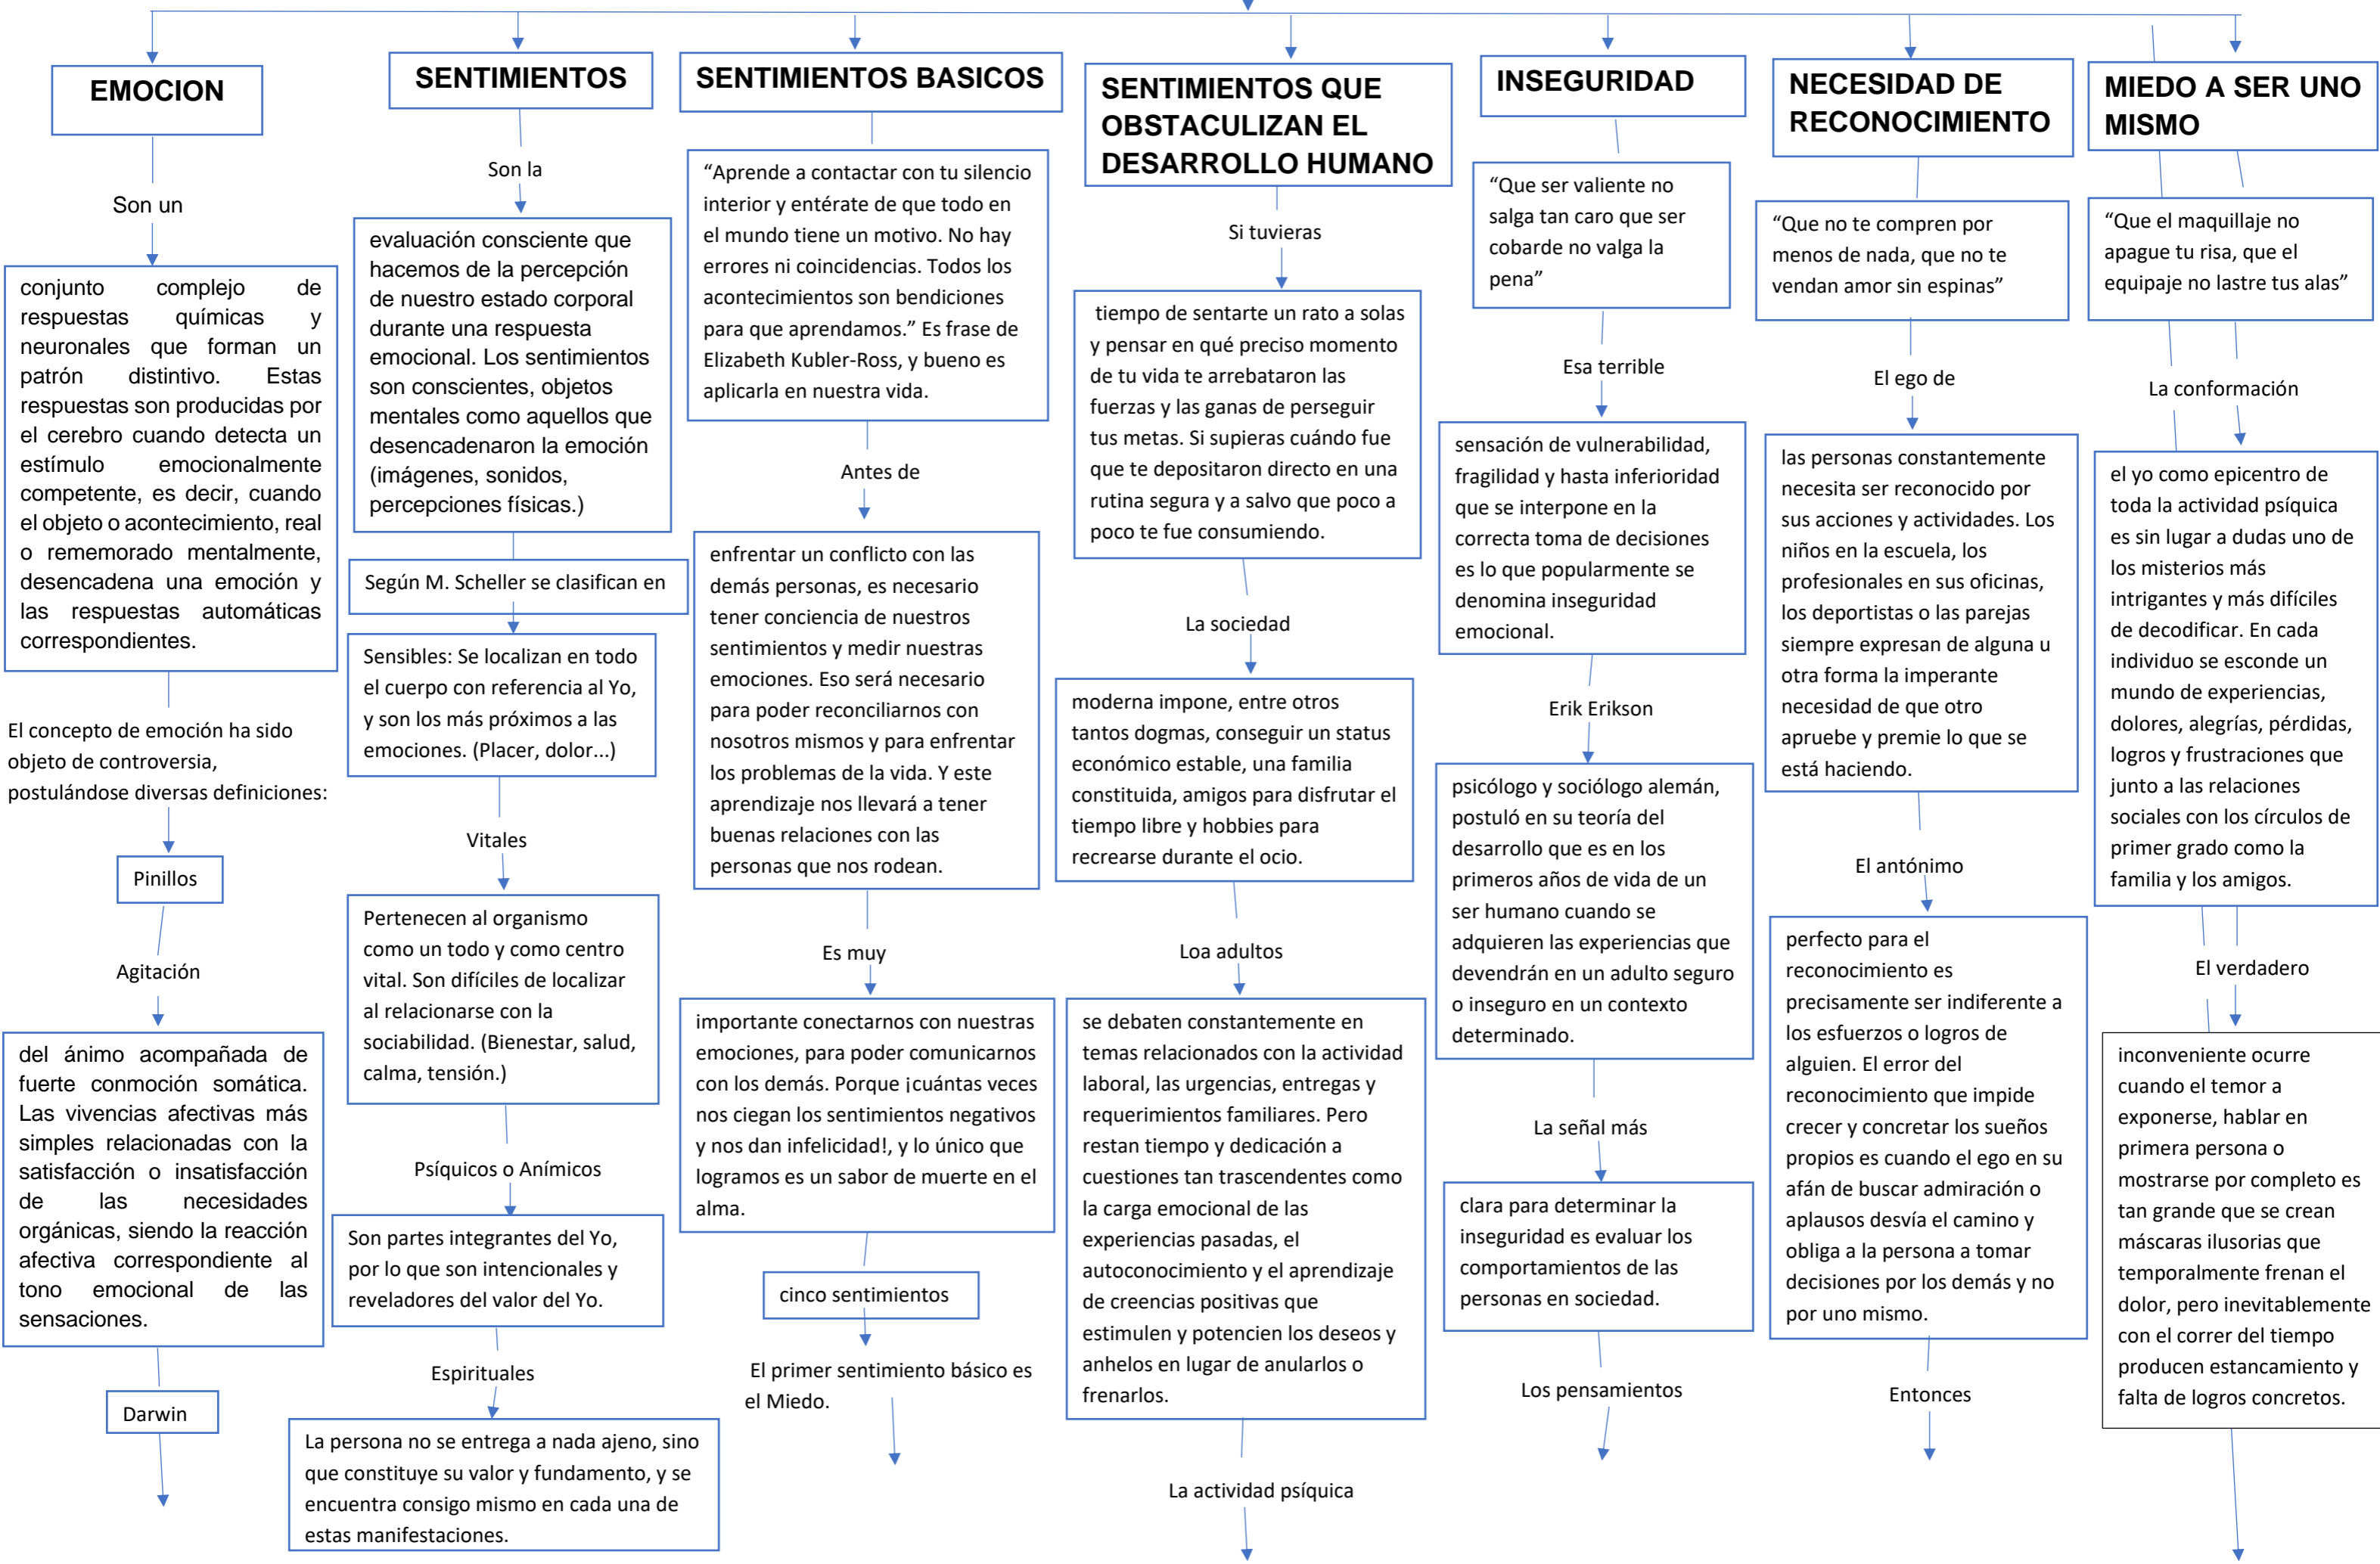 EMOCION
Son un
conjunto complejo de
respuestas químicas y
neuronales que forman un
patrón distintivo. Estas
respuestas son producidas por
el cerebro cuando detecta un
estímulo emocionalmente
competente, es decir, cuando
el objeto o acontecimiento, real
o rememorado mentalmente,
desencadena una emoción y
las respuestas automáticas
correspondientes.
El concepto de emoción ha sido
objeto de controversia,
postulándose diversas definiciones:
Pinillos
Agitación
del ánimo acompañada de
fuerte conmoción somática.
Las vivencias afectivas más
simples relacionadas con la
satisfacción o insatisfacción
de las necesidades
orgánicas, siendo la reacción
afectiva correspondiente al
tono emocional de las
sensaciones.
Darwin
SENTIMIENTOS
Son la
evaluación consciente que
hacemos de la percepción
de nuestro estado corporal
durante una respuesta
emocional. Los sentimientos
son conscientes, objetos
mentales como aquellos que
desencadenaron la emoción
(imágenes, sonidos,
percepciones físicas.)
Según M. Scheller se clasifican en
Sensibles: Se localizan en todo
el cuerpo con referencia al Yo,
y son los más próximos a las
emociones. (Placer, dolor...)
Vitales
Pertenecen al organismo
como un todo y como centro
vital. Son difíciles de localizar
al relacionarse con la
sociabilidad. (Bienestar, salud,
calma, tensión.)
Psíquicos o Anímicos
Son partes integrantes del Yo,
por lo que son intencionales y
reveladores del valor del Yo.
Espirituales
La persona no se entrega a nada ajeno, sino
que constituye su valor y fundamento, y se
encuentra consigo mismo en cada una de
estas manifestaciones.
SENTIMIENTOS BASICOS
“Aprende a contactar con tu silencio
interior y entérate de que todo en
el mundo tiene un motivo. No hay
errores ni coincidencias. Todos los
acontecimientos son bendiciones
para que aprendamos.” Es frase de
Elizabeth Kubler-Ross, y bueno es
aplicarla en nuestra vida.
Antes de
enfrentar un conflicto con las
demás personas, es necesario
tener conciencia de nuestros
sentimientos y medir nuestras
emociones. Eso será necesario
para poder reconciliarnos con
nosotros mismos y para enfrentar
los problemas de la vida. Y este
aprendizaje nos llevará a tener
buenas relaciones con las
personas que nos rodean.
Es muy
importante conectarnos con nuestras
emociones, para poder comunicarnos
con los demás. Porque ¡cuántas veces
nos ciegan los sentimientos negativos
y nos dan infelicidad!, y lo único que
logramos es un sabor de muerte en el
alma.
cinco sentimientos
El primer sentimiento básico es
el Miedo.
SENTIMIENTOS QUE
OBSTACULIZAN EL
DESARROLLO HUMANO
Si tuvieras
tiempo de sentarte un rato a solas
y pensar en qué preciso momento
de tu vida te arrebataron las
fuerzas y las ganas de perseguir
tus metas. Si supieras cuándo fue
que te depositaron directo en una
rutina segura y a salvo que poco a
poco te fue consumiendo.
La sociedad
moderna impone, entre otros
tantos dogmas, conseguir un status
económico estable, una familia
constituida, amigos para disfrutar el
tiempo libre y hobbies para
recrearse durante el ocio.
Loa adultos
se debaten constantemente en
temas relacionados con la actividad
laboral, las urgencias, entregas y
requerimientos familiares. Pero
restan tiempo y dedicación a
cuestiones tan trascendentes como
la carga emocional de las
experiencias pasadas, el
autoconocimiento y el aprendizaje
de creencias positivas que
estimulen y potencien los deseos y
anhelos en lugar de anularlos o
frenarlos.
La actividad psíquica
INSEGURIDAD
“Que ser valiente no
salga tan caro que ser
cobarde no valga la
pena”
Esa terrible
sensación de vulnerabilidad,
fragilidad y hasta inferioridad
que se interpone en la
correcta toma de decisiones
es lo que popularmente se
denomina inseguridad
emocional.
Erik Erikson
psicólogo y sociólogo alemán,
postuló en su teoría del
desarrollo que es en los
primeros años de vida de un
ser humano cuando se
adquieren las experiencias que
devendrán en un adulto seguro
o inseguro en un contexto
determinado.
La señal más
clara para determinar la
inseguridad es evaluar los
comportamientos de las
personas en sociedad.
Los pensamientos
NECESIDAD DE
RECONOCIMIENTO
“Que no te compren por
menos de nada, que no te
vendan amor sin espinas”
El ego de
las personas constantemente
necesita ser reconocido por
sus acciones y actividades. Los
niños en la escuela, los
profesionales en sus oficinas,
los deportistas o las parejas
siempre expresan de alguna u
otra forma la imperante
necesidad de que otro
apruebe y premie lo que se
está haciendo.
El antónimo
perfecto para el
reconocimiento es
precisamente ser indiferente a
los esfuerzos o logros de
alguien. El error del
reconocimiento que impide
crecer y concretar los sueños
propios es cuando el ego en su
afán de buscar admiración o
aplausos desvía el camino y
obliga a la persona a tomar
decisiones por los demás y no
por uno mismo.
Entonces
MIEDO A SER UNO
MISMO
“Que el maquillaje no
apague tu risa, que el
equipaje no lastre tus alas”
La conformación
el yo como epicentro de
toda la actividad psíquica
es sin lugar a dudas uno de
los misterios más
intrigantes y más difíciles
de decodificar. En cada
individuo se esconde un
mundo de experiencias,
dolores, alegrías, pérdidas,
logros y frustraciones que
junto a las relaciones
sociales con los círculos de
primer grado como la
familia y los amigos.
El verdadero
inconveniente ocurre
cuando el temor a
exponerse, hablar en
primera persona o
mostrarse por completo es
tan grande que se crean
máscaras ilusorias que
temporalmente frenan el
dolor, pero inevitablemente
con el correr del tiempo
producen estancamiento y
falta de logros concretos.